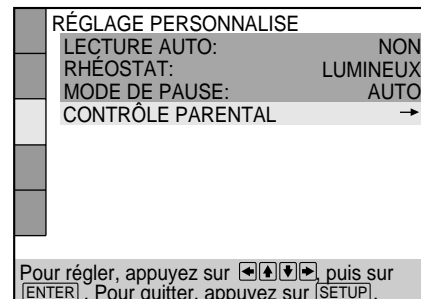 RÉGLAGE PERSONNALISE
LECTURE AUTO: NON
RHÉOSTAT: LUMINEUX
MODE DE PAUSE: AUTO
CONTRÔLE PARENTAL →
Pour régler, appuyez sur ←↑↓→, puis sur
ENTER. Pour quitter, appuyez sur SETUP.